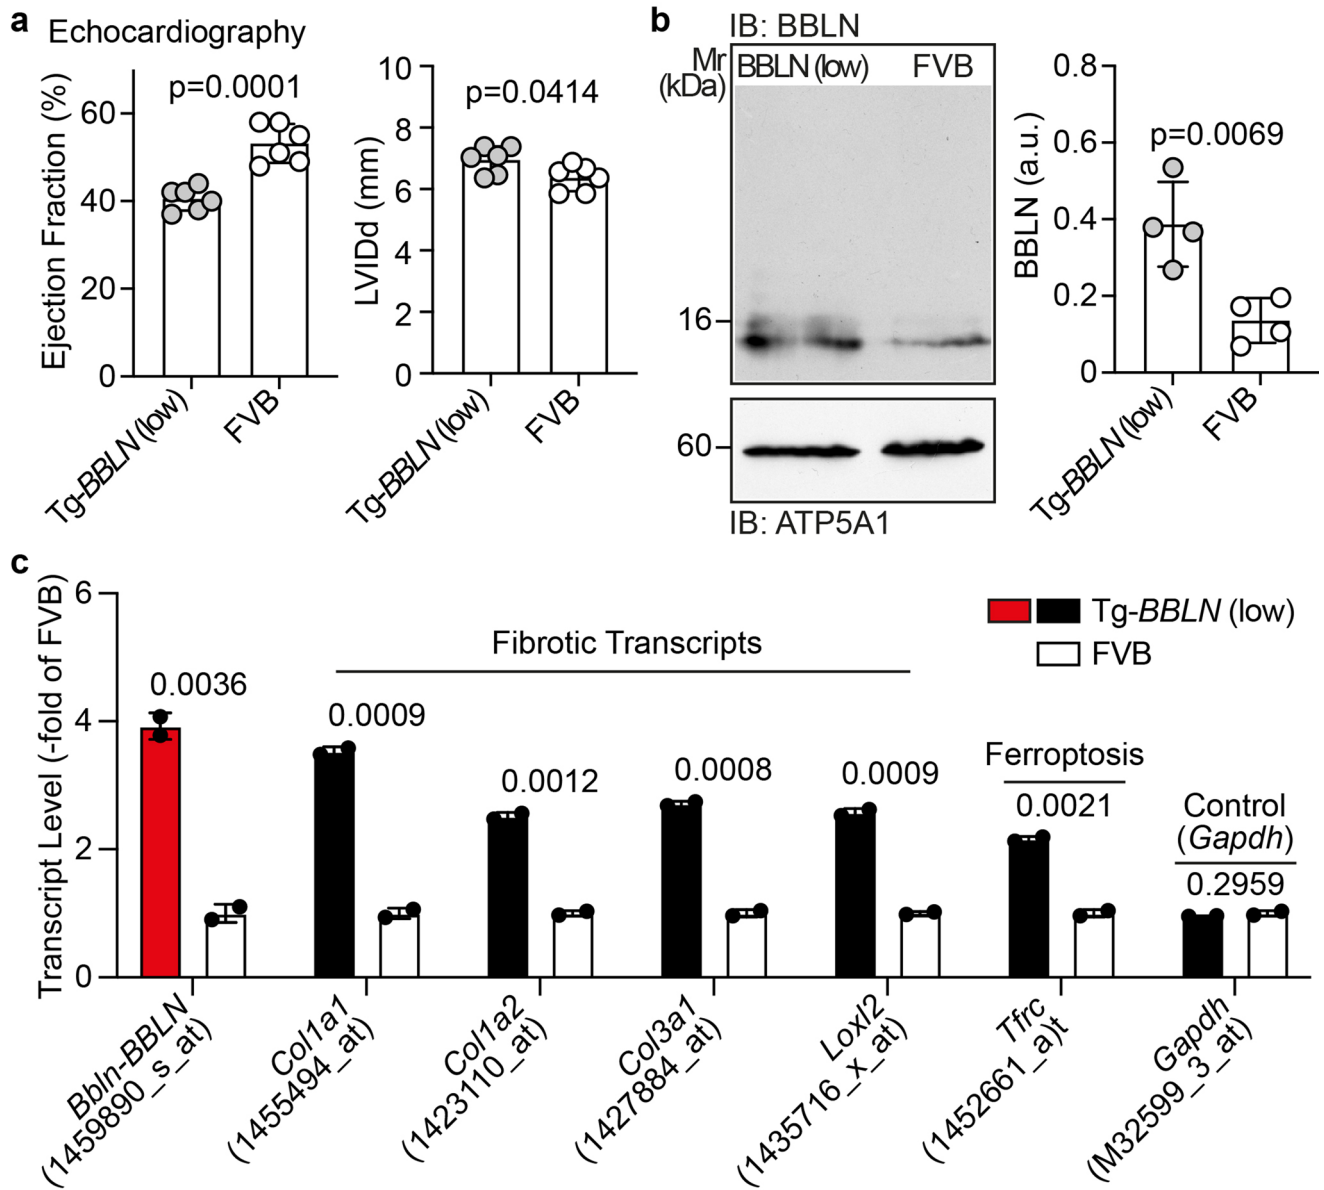 a
Echocardiography
Ejection Fraction (%)
60
40
20
0
p=0.0001
Tg-BBLN (low)
FVB
LVIDd (mm)
10
8
6
4
2
0
p=0.0414
Tg-BBLN (low)
FVB
b
IB: BBLN
Mr
(kDa)
BBLN (low)
FVB
16
60
IB: ATP5A1
BBLN (a.u.)
0.8
0.6
0.4
0.2
0
p=0.0069
Tg-BBLN (low)
FVB
c
Transcript Level (-fold of FVB)
6
4
2
0
Tg-BBLN (low)
FVB
Fibrotic Transcripts
0.0036
0.0009
0.0012
0.0008
0.0009
Ferroptosis
0.0021
Control
(Gapdh)
0.2959
Bbln-BBLN
(1459890_s_at)
Col1a1
(1455494_at)
Col1a2
(1423110_at)
Col3a1
(1427884_at)
Loxl2
(1435716_x_at)
Tfrc
(1452661_a)t
Gapdh
(M32599_3_at)